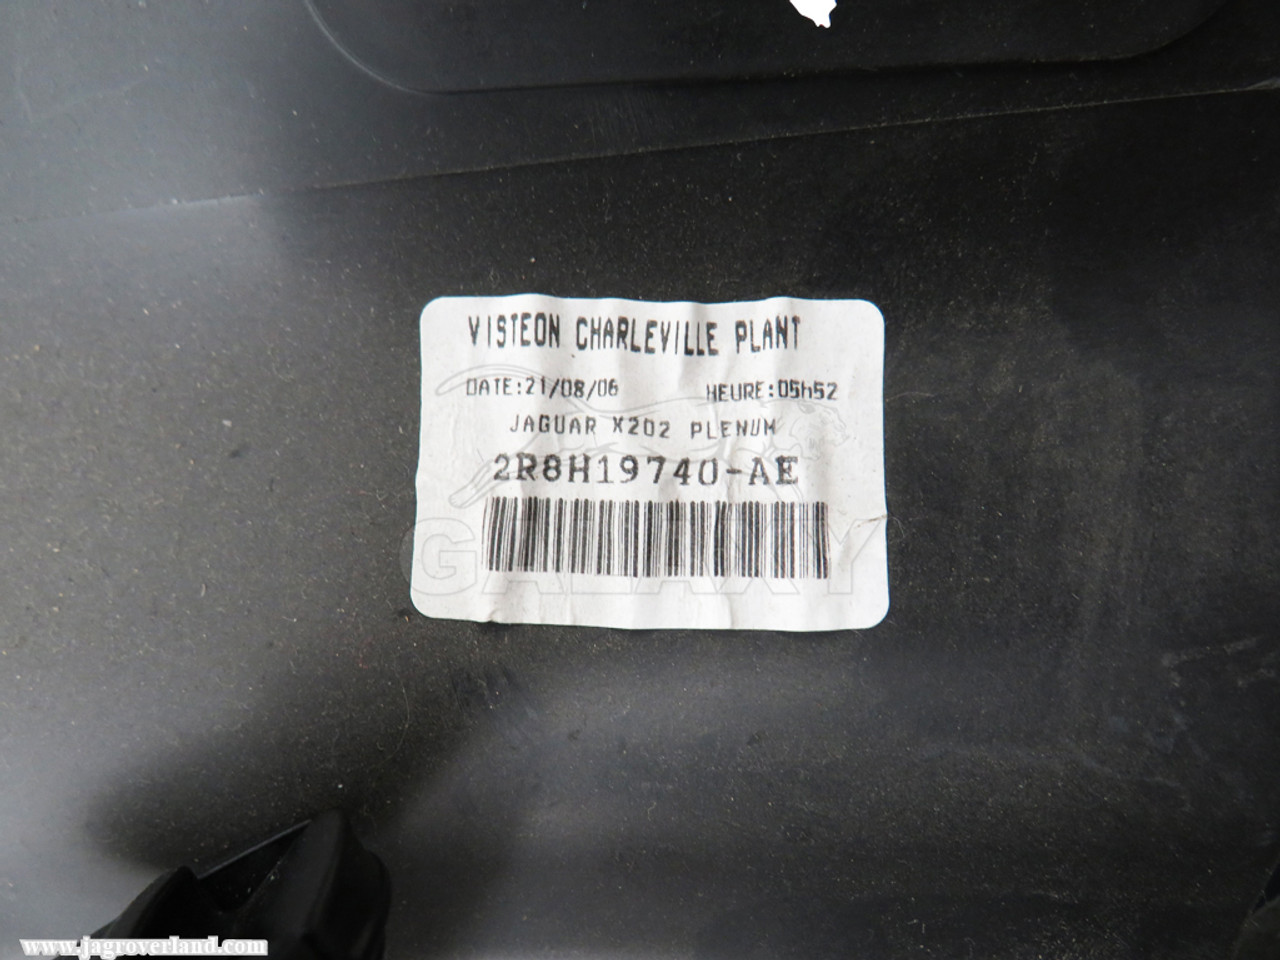 VISTEON CHARLEVILLE PLANT
DATE:21/08/06 HEURE:05h52
JAGUAR X202 PLENUM
2R8H19740-AE
GALAXY
www.jagroverland.com